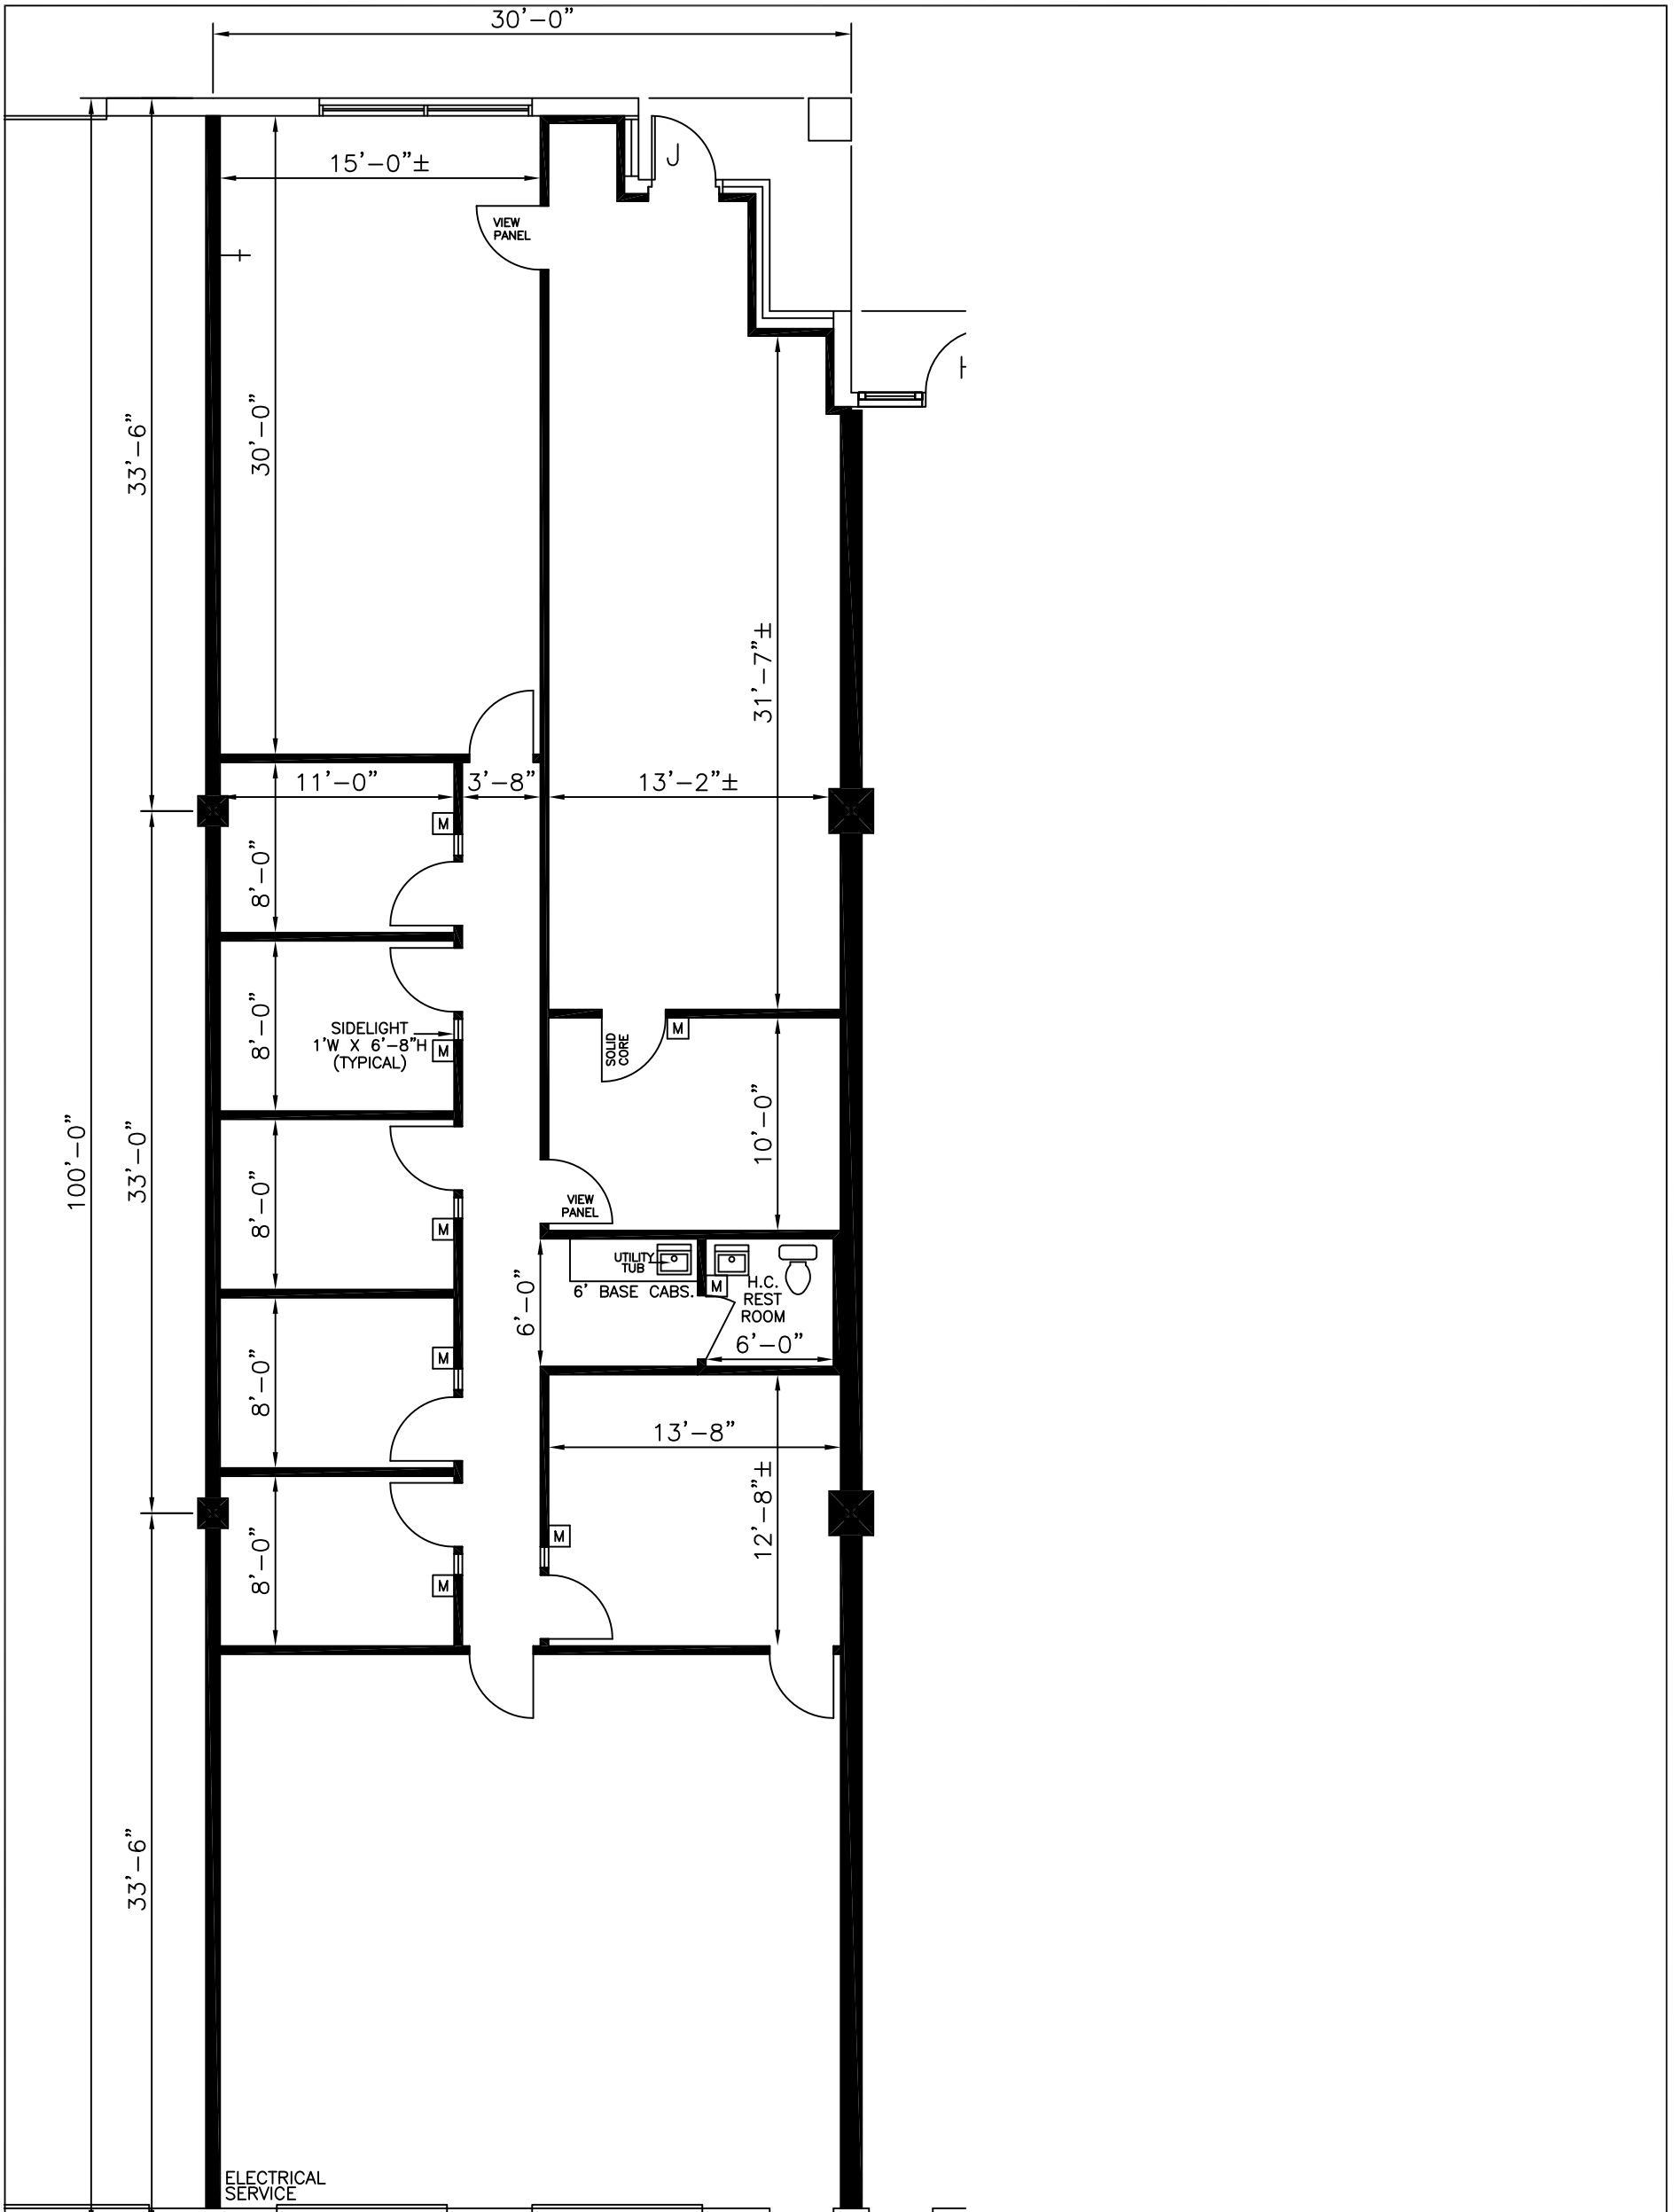 30'-0"
15'-0"±
J
VIEW
PANEL
H
33'-6"
30'-0"
31'-7"±
11'-0"
3'-8"
13'-2"±
M
8'-0"
SIDELIGHT
1'W X 6'-8"H
(TYPICAL)
M
8'-0"
SOLID
CORE
M
10'-0"
100'-0"
33'-0"
8'-0"
M
VIEW
PANEL
UTILITY
TUB
6' BASE CABS.
M
H.C.
REST
ROOM
6'-0"
6'-0"
M
8'-0"
13'-8"
12'-8"±
M
8'-0"
M
33'-6"
ELECTRICAL
SERVICE